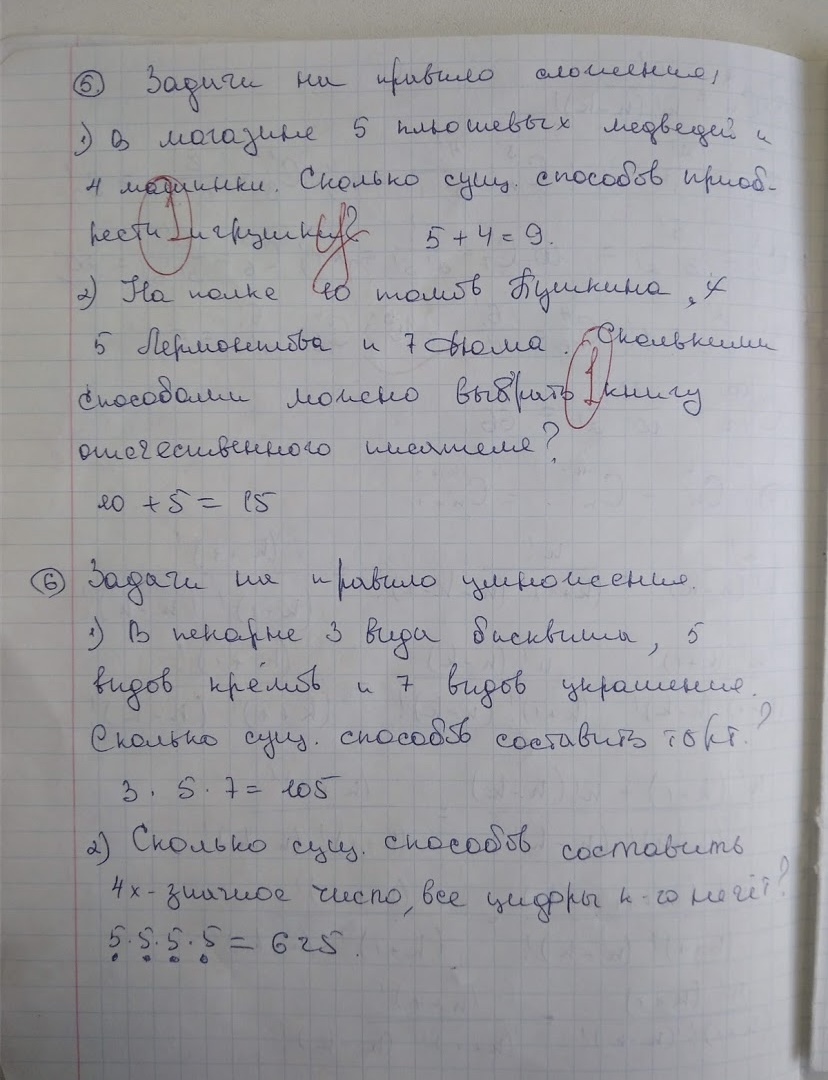 ⑤ Задачи на правило сложения,
1) В магазине 5 плюшевых медведей и
4 машинки. Сколько сущ. способов приоб-
рести 1 игрушку?    5 + 4 = 9.
2) На полке 10 томов Пушкина,
5 Лермонтова и 7 Дюма. Сколькими
способами можно выбрать 1 книгу
отечественного писателя?
10 + 5 = 15
⑥ Задачи на правило умножения.
1) В пекарне 3 вида бисквита, 5
видов кремов и 7 видов украшения.
Сколько сущ. способов составить торт?
3 · 5 · 7 = 105
2) Сколько сущ. способов составить
4х-значное число, все цифры к-го нечёт?
5 · 5 · 5 · 5 = 625.